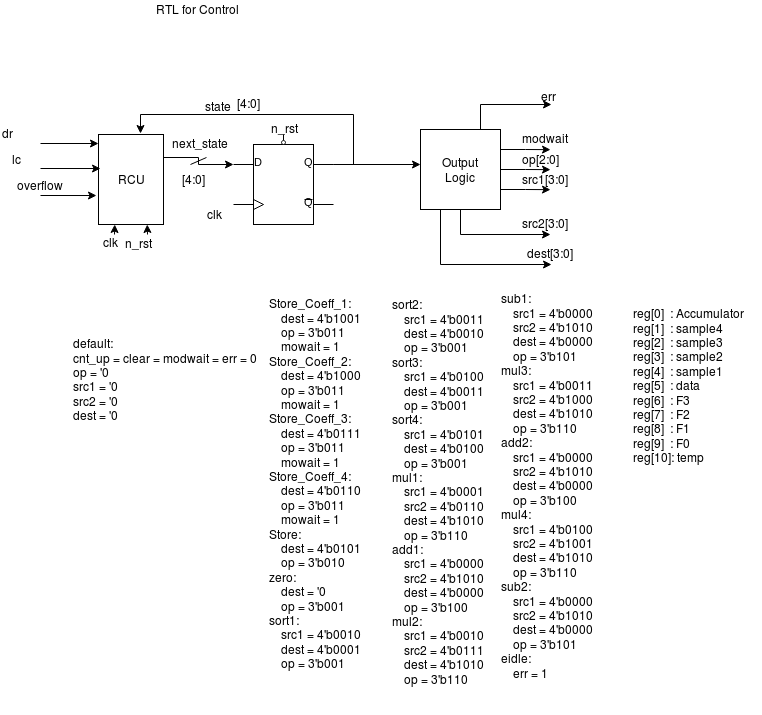 RTL for Control
err
state [4:0]
dr
n_rst
next_state
modwait
lc
D
Q
Output
Logic
op[2:0]
RCU
[4:0]
src1[3:0]
overflow
Q
clk
src2[3:0]
clk n_rst
dest[3:0]
default:
cnt_up = clear = modwait = err = 0
op = '0
src1 = '0
src2 = '0
dest = '0
Store_Coeff_1:
dest = 4'b1001
op = 3'b011
mowait = 1
Store_Coeff_2:
dest = 4'b1000
op = 3'b011
mowait = 1
Store_Coeff_3:
dest = 4'b0111
op = 3'b011
mowait = 1
Store_Coeff_4:
dest = 4'b0110
op = 3'b011
mowait = 1
Store:
dest = 4'b0101
op = 3'b010
zero:
dest = '0
op = 3'b001
sort1:
src1 = 4'b0010
dest = 4'b0001
op = 3'b001
sort2:
src1 = 4'b0011
dest = 4'b0010
op = 3'b001
sort3:
src1 = 4'b0100
dest = 4'b0011
op = 3'b001
sort4:
src1 = 4'b0101
dest = 4'b0100
op = 3'b001
mul1:
src1 = 4'b0001
src2 = 4'b0110
dest = 4'b1010
op = 3'b110
add1:
src1 = 4'b0000
src2 = 4'b1010
dest = 4'b0000
op = 3'b100
mul2:
src1 = 4'b0010
src2 = 4'b0111
dest = 4'b1010
op = 3'b110
sub1:
src1 = 4'b0000
src2 = 4'b1010
dest = 4'b0000
op = 3'b101
mul3:
src1 = 4'b0011
src2 = 4'b1000
dest = 4'b1010
op = 3'b110
add2:
src1 = 4'b0000
src2 = 4'b1010
dest = 4'b0000
op = 3'b100
mul4:
src1 = 4'b0100
src2 = 4'b1001
dest = 4'b1010
op = 3'b110
sub2:
src1 = 4'b0000
src2 = 4'b1010
dest = 4'b0000
op = 3'b101
eidle:
err = 1
reg[0] : Accumulator
reg[1] : sample4
reg[2] : sample3
reg[3] : sample2
reg[4] : sample1
reg[5] : data
reg[6] : F3
reg[7] : F2
reg[8] : F1
reg[9] : F0
reg[10]: temp